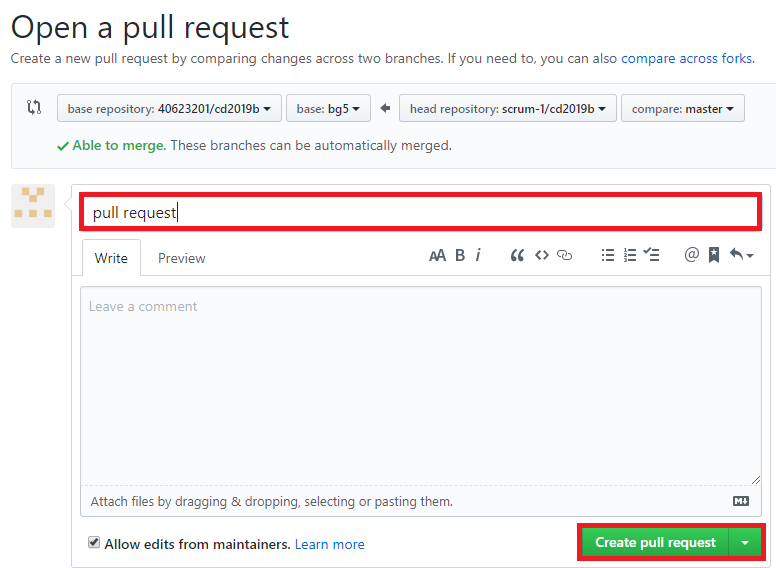 Open a pull request
Create a new pull request by comparing changes across two branches. If you need to, you can also compare across forks.
base repository: 40623201/cd2019b base: bg5 head repository: scrum-1/cd2019b compare: master
Able to merge. These branches can be automatically merged.
pull request
Write Preview AA B i @
Leave a comment
Attach files by dragging & dropping, selecting or pasting them. M
Allow edits from maintainers. Learn more Create pull request